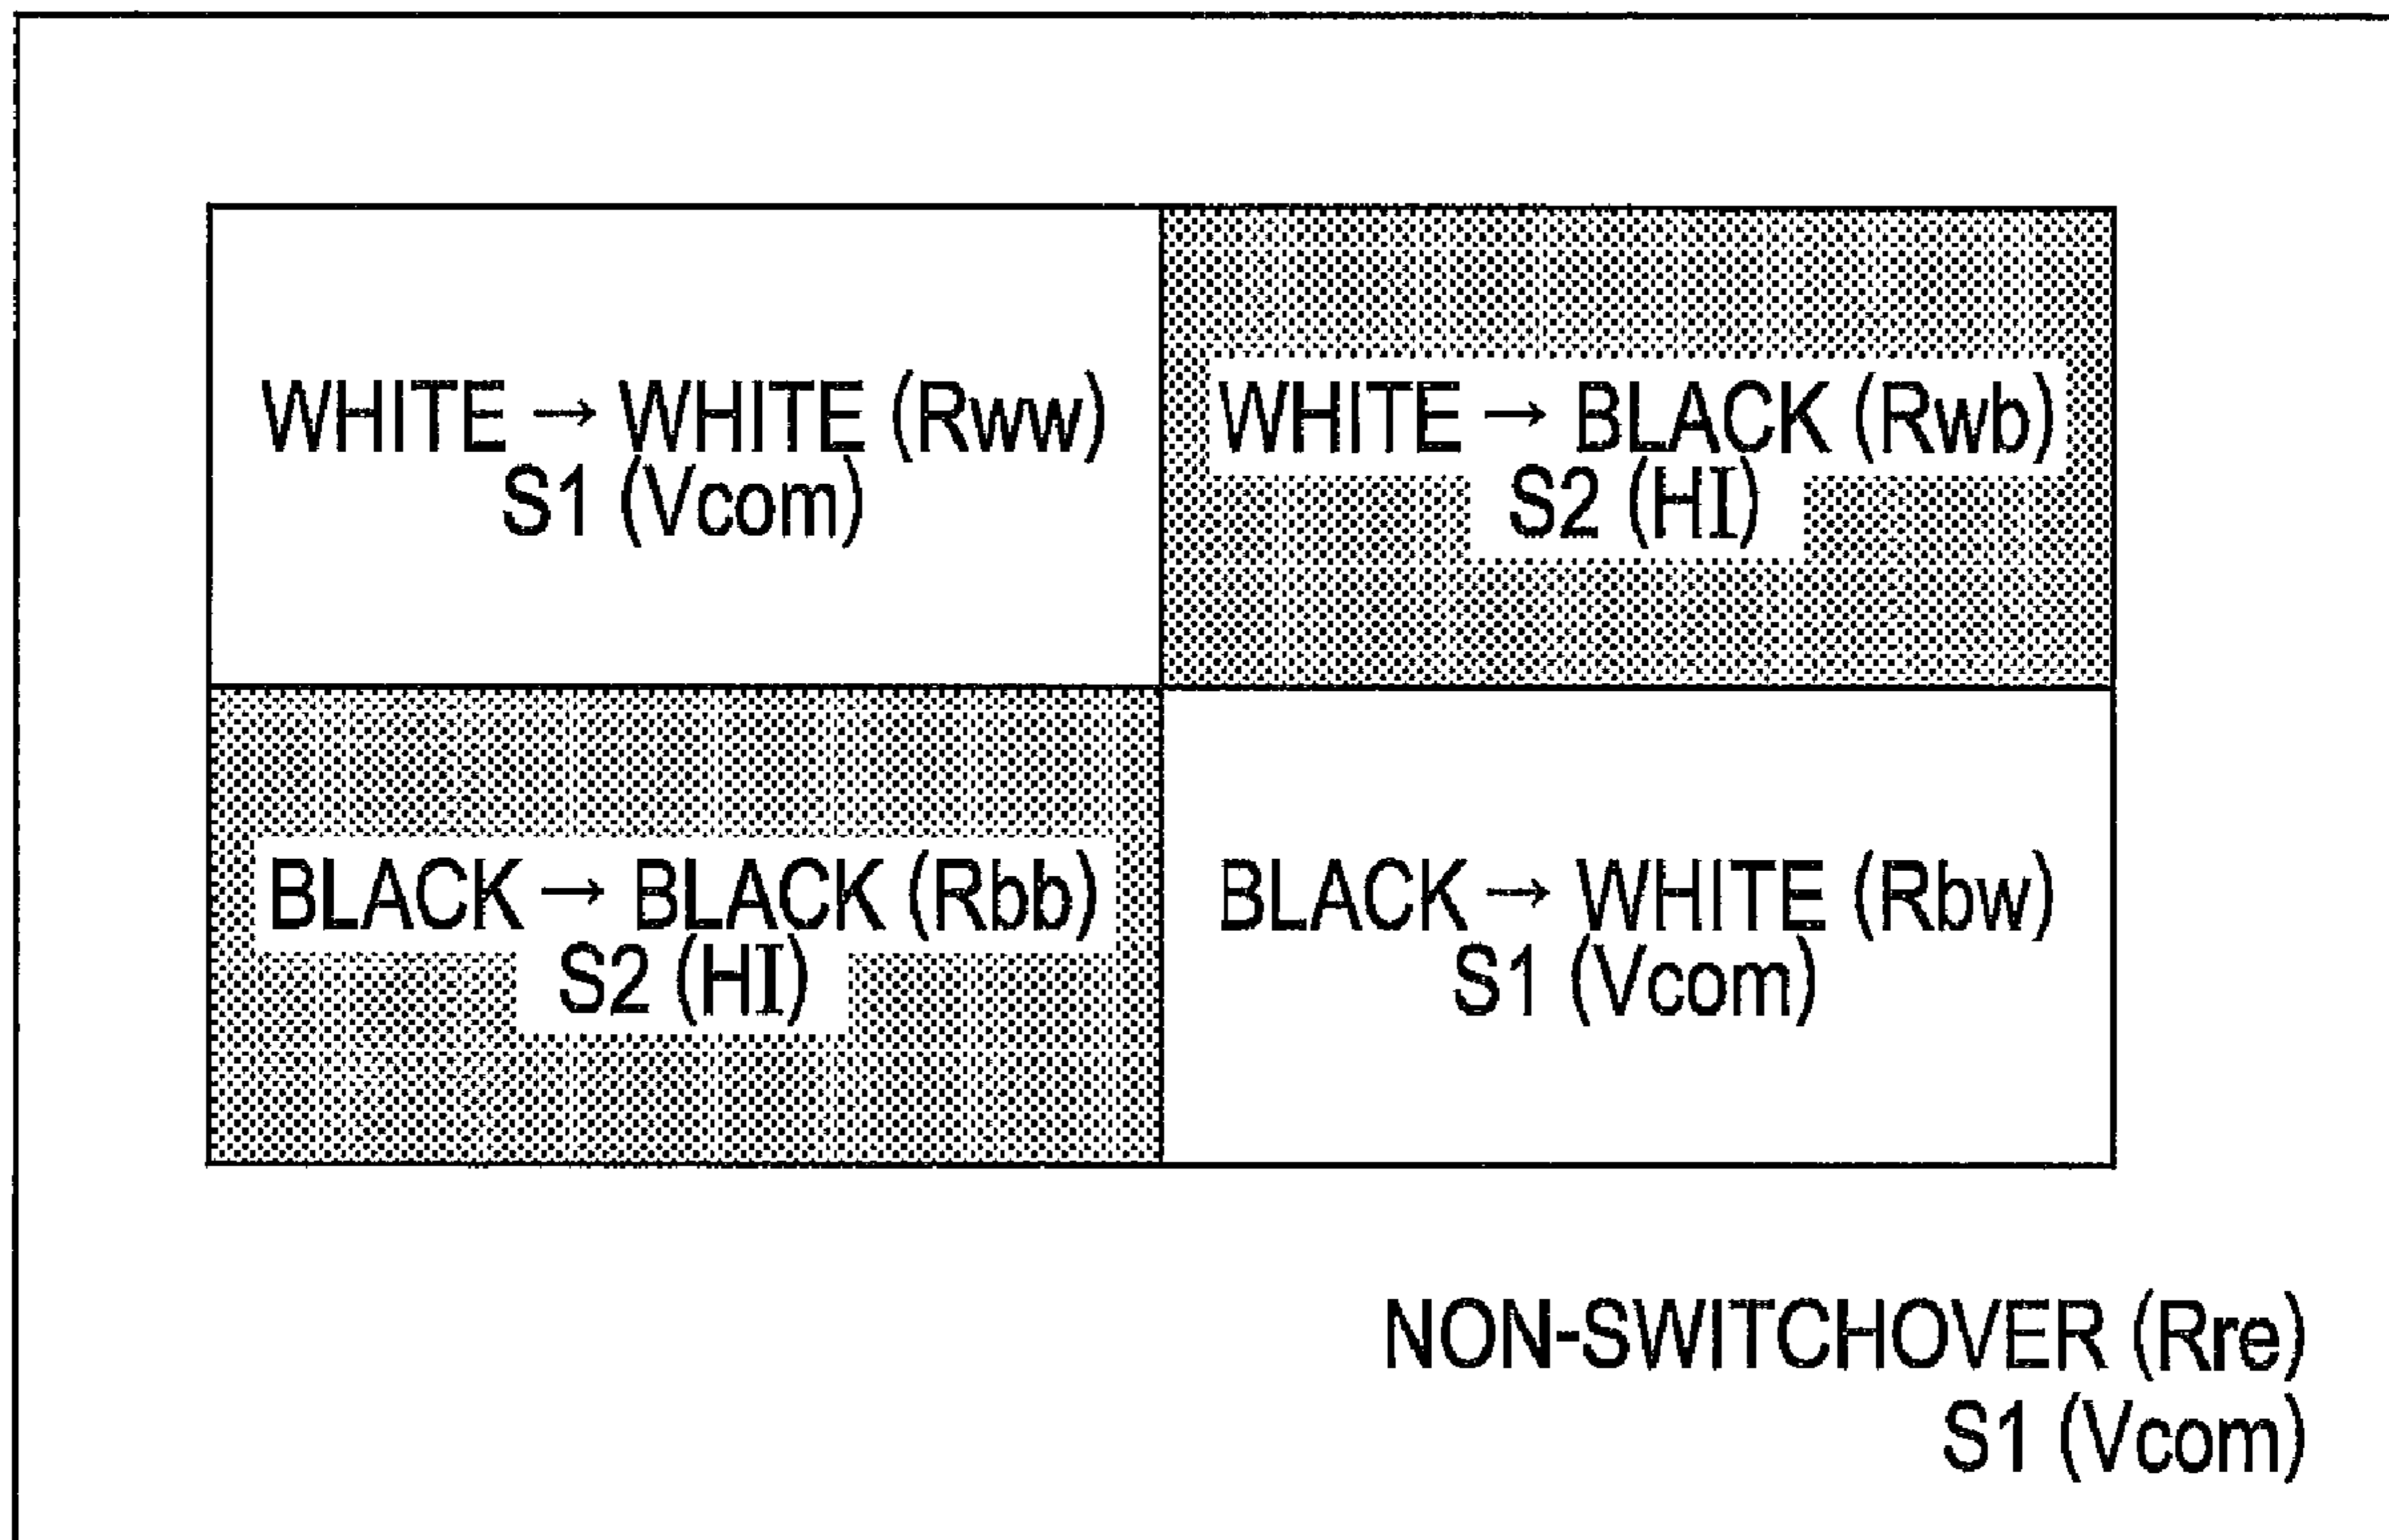 WHITE → WHITE (Rww)
S1 (Vcom)
WHITE → BLACK (Rwb)
S2 (HI)
BLACK → BLACK (Rbb)
S2 (HI)
BLACK → WHITE (Rbw)
S1 (Vcom)
NON-SWITCHOVER (Rre)
S1 (Vcom)